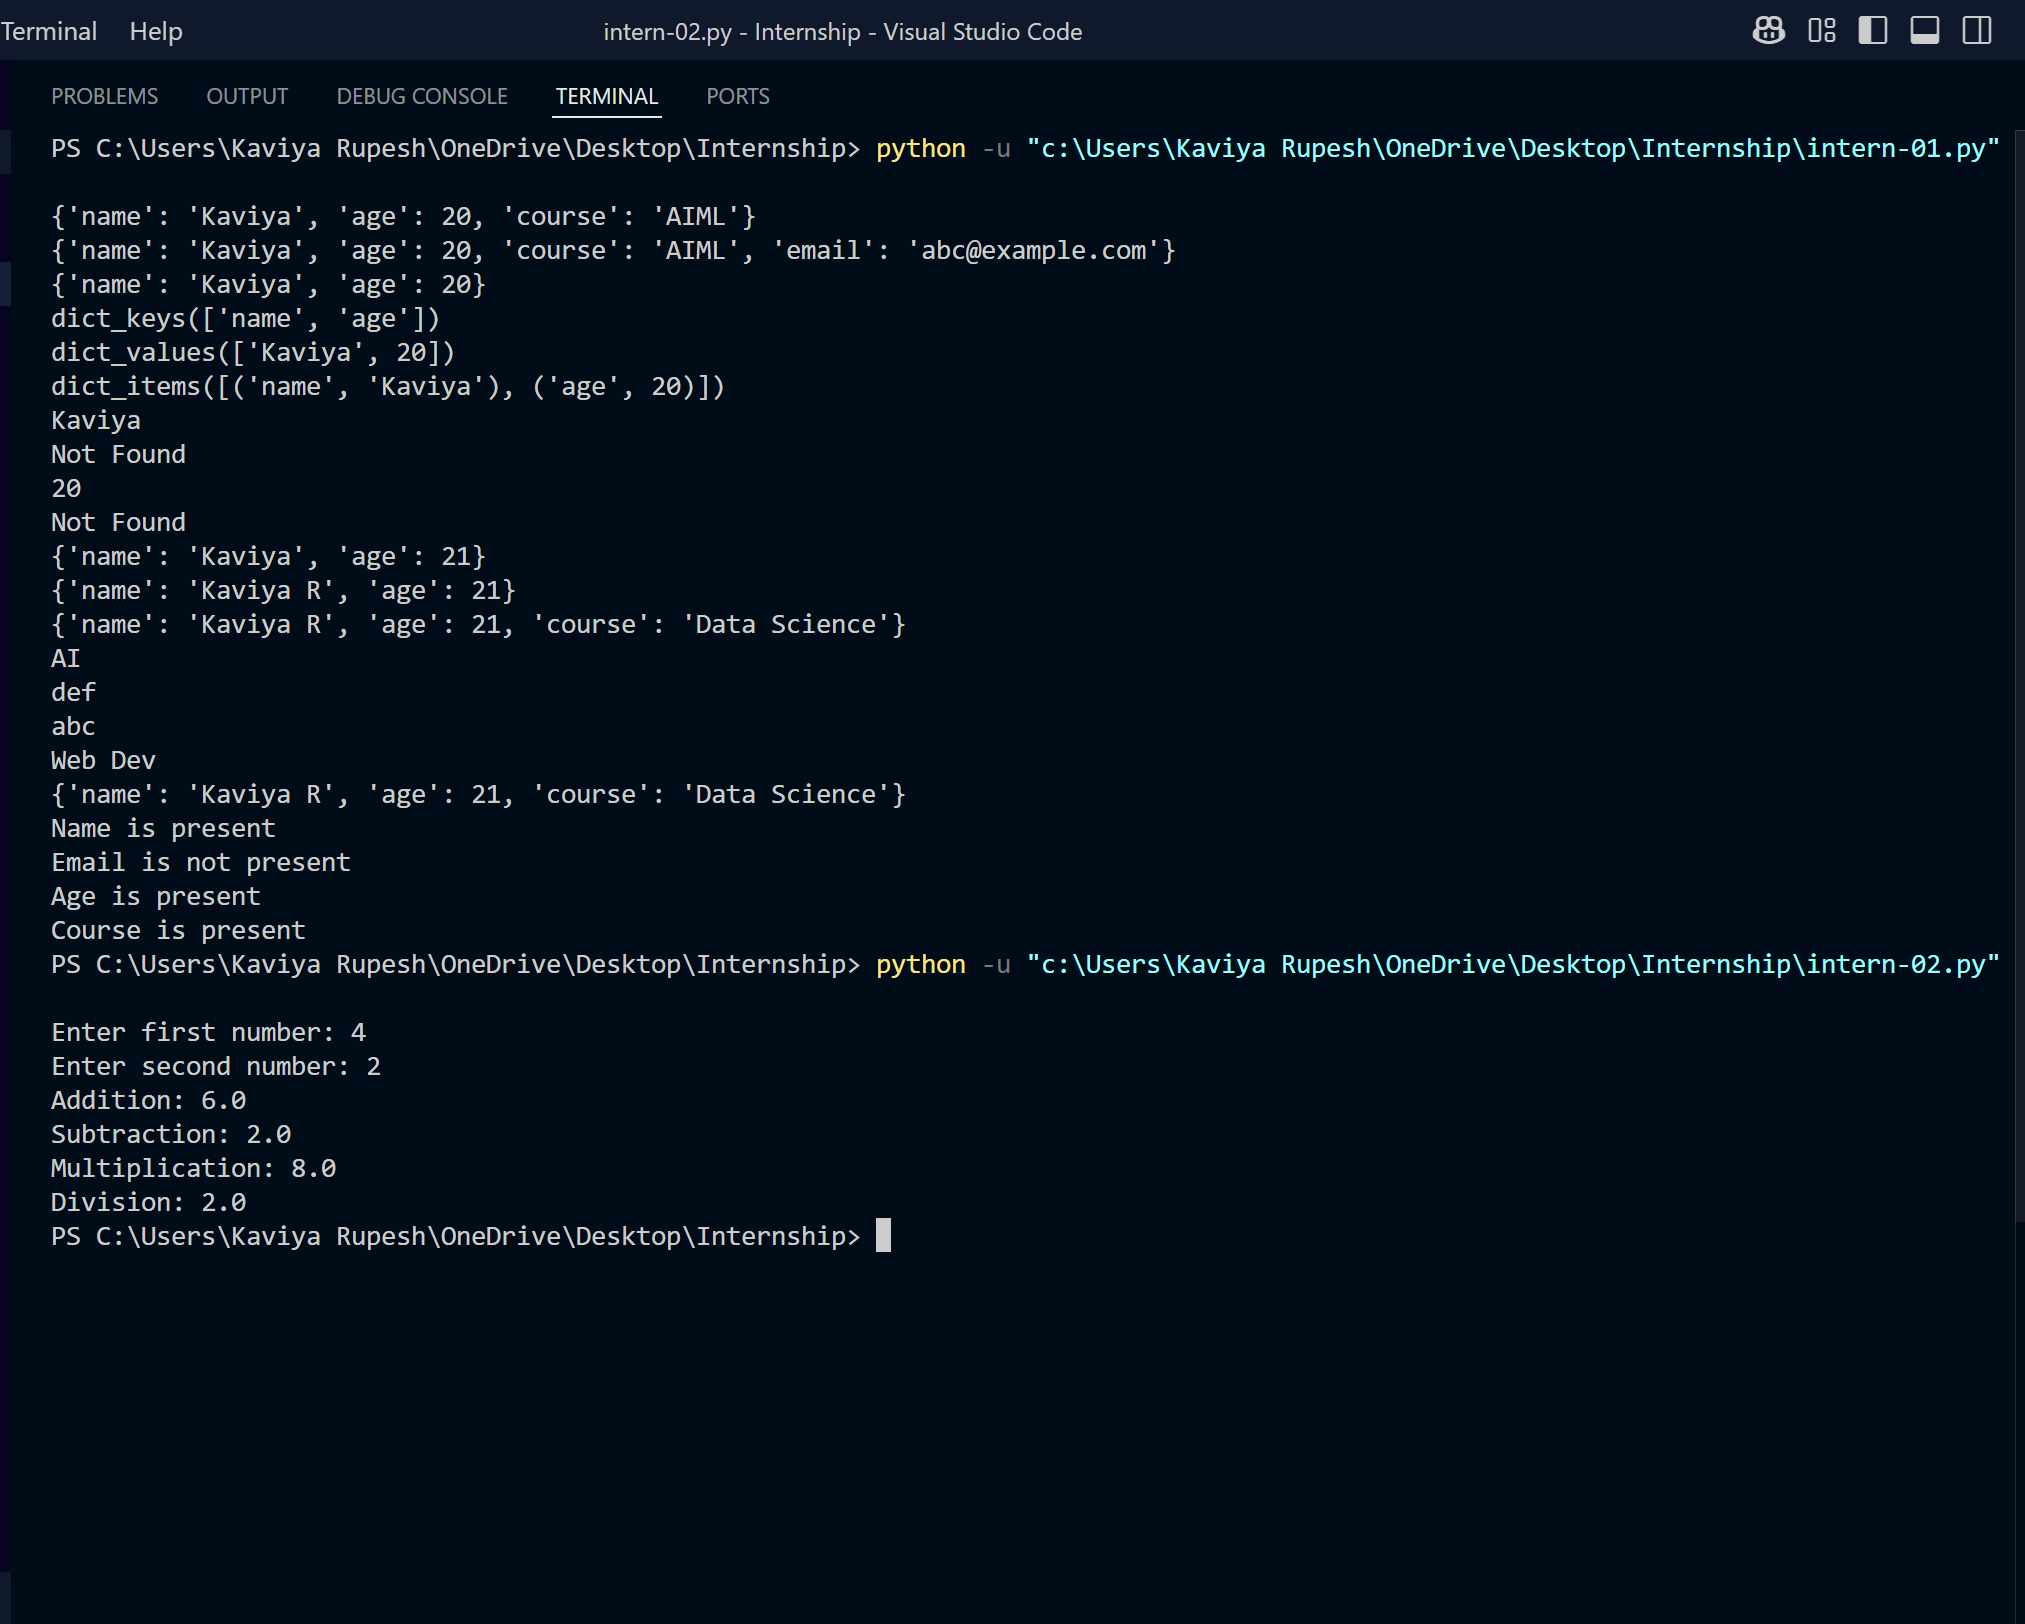 Terminal Help intern-02.py - Internship - Visual Studio Code
PROBLEMS OUTPUT DEBUG CONSOLE TERMINAL PORTS
PS C:\Users\Kaviya Rupesh\OneDrive\Desktop\Internship> python -u "c:\Users\Kaviya Rupesh\OneDrive\Desktop\Internship\intern-01.py"
{'name': 'Kaviya', 'age': 20, 'course': 'AIML'}
{'name': 'Kaviya', 'age': 20, 'course': 'AIML', 'email': 'abc@example.com'}
{'name': 'Kaviya', 'age': 20}
dict_keys(['name', 'age'])
dict_values(['Kaviya', 20])
dict_items([('name', 'Kaviya'), ('age', 20)])
Kaviya
Not Found
20
Not Found
{'name': 'Kaviya', 'age': 21}
{'name': 'Kaviya R', 'age': 21}
{'name': 'Kaviya R', 'age': 21, 'course': 'Data Science'}
AI
def
abc
Web Dev
{'name': 'Kaviya R', 'age': 21, 'course': 'Data Science'}
Name is present
Email is not present
Age is present
Course is present
PS C:\Users\Kaviya Rupesh\OneDrive\Desktop\Internship> python -u "c:\Users\Kaviya Rupesh\OneDrive\Desktop\Internship\intern-02.py"
Enter first number: 4
Enter second number: 2
Addition: 6.0
Subtraction: 2.0
Multiplication: 8.0
Division: 2.0
PS C:\Users\Kaviya Rupesh\OneDrive\Desktop\Internship>